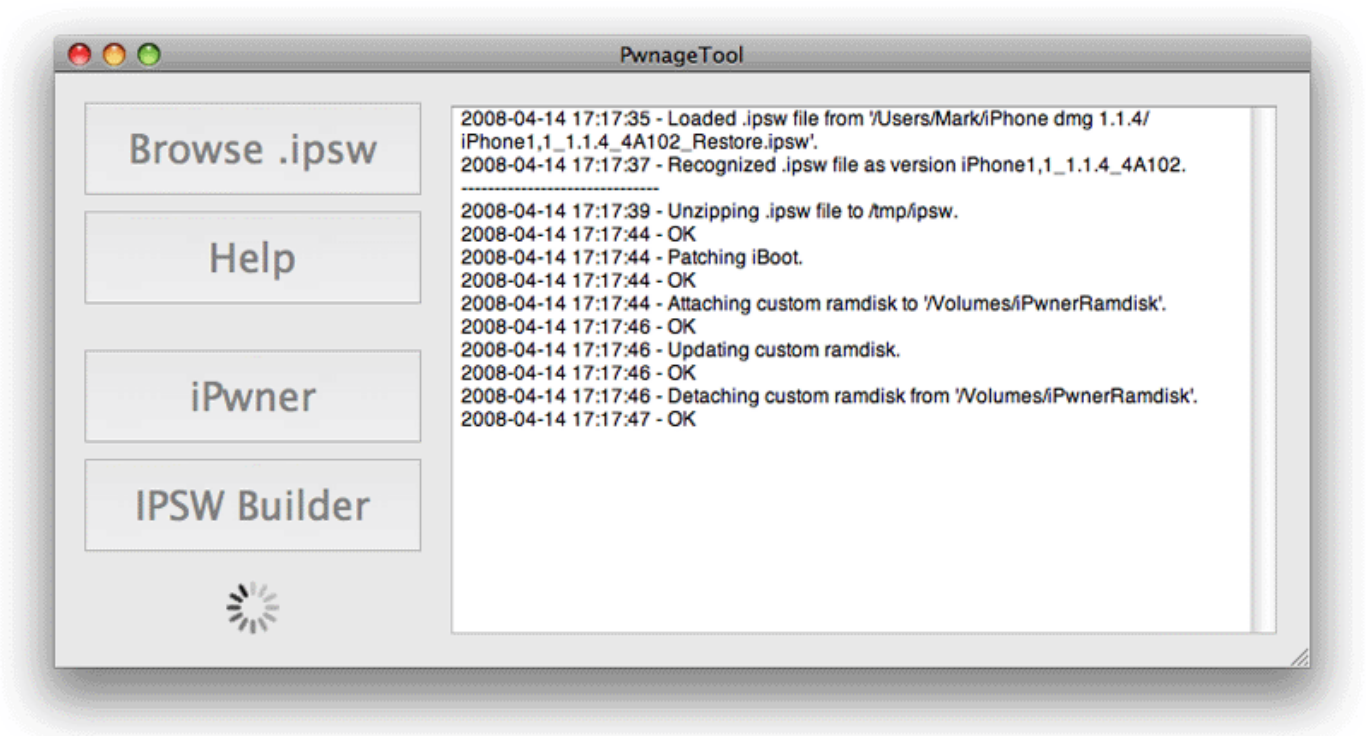 PwnageTool
Browse .ipsw
Help
iPwner
IPSW Builder
2008-04-14 17:17:35 - Loaded .ipsw file from '/Users/Mark/iPhone dmg 1.1.4/
iPhone1,1_1.1.4_4A102_Restore.ipsw'.
2008-04-14 17:17:37 - Recognized .ipsw file as version iPhone1,1_1.1.4_4A102.
------------------------------
2008-04-14 17:17:39 - Unzipping .ipsw file to /tmp/ipsw.
2008-04-14 17:17:44 - OK
2008-04-14 17:17:44 - Patching iBoot.
2008-04-14 17:17:44 - OK
2008-04-14 17:17:44 - Attaching custom ramdisk to '/Volumes/iPwnerRamdisk'.
2008-04-14 17:17:46 - OK
2008-04-14 17:17:46 - Updating custom ramdisk.
2008-04-14 17:17:46 - OK
2008-04-14 17:17:46 - Detaching custom ramdisk from '/Volumes/iPwnerRamdisk'.
2008-04-14 17:17:47 - OK